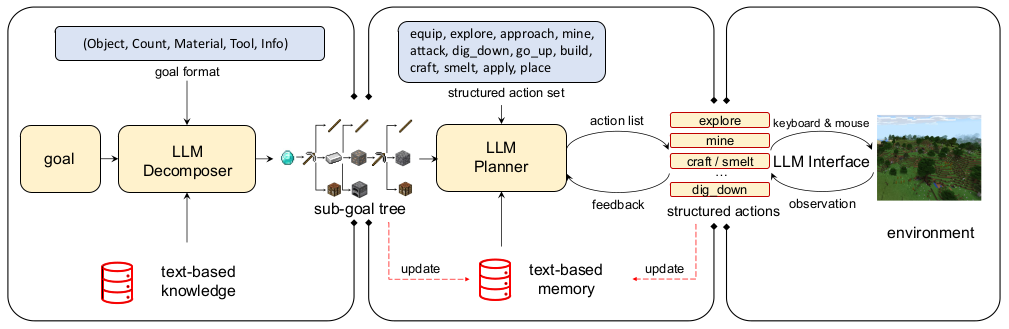 (Object, Count, Material, Tool, Info)
goal format
goal
LLM
Decomposer
sub-goal tree
text-based
knowledge
equip, explore, approach, mine,
attack, dig_down, go_up, build,
craft, smelt, apply, place
structured action set
LLM
Planner
action list
feedback
update
text-based
memory
update
explore
mine
craft / smelt
...
dig_down
structured actions
keyboard & mouse
LLM Interface
observation
environment